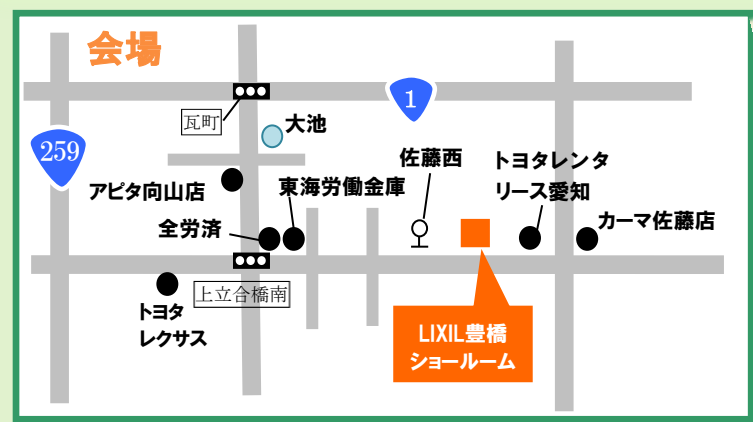 会場
1
瓦町
大池
259
佐藤西
トヨタレンタ
リース愛知
アピタ向山店
東海労働金庫
カーマ佐藤店
全労済
上立合橋南
トヨタ
レクサス
LIXIL豊橋
ショールーム